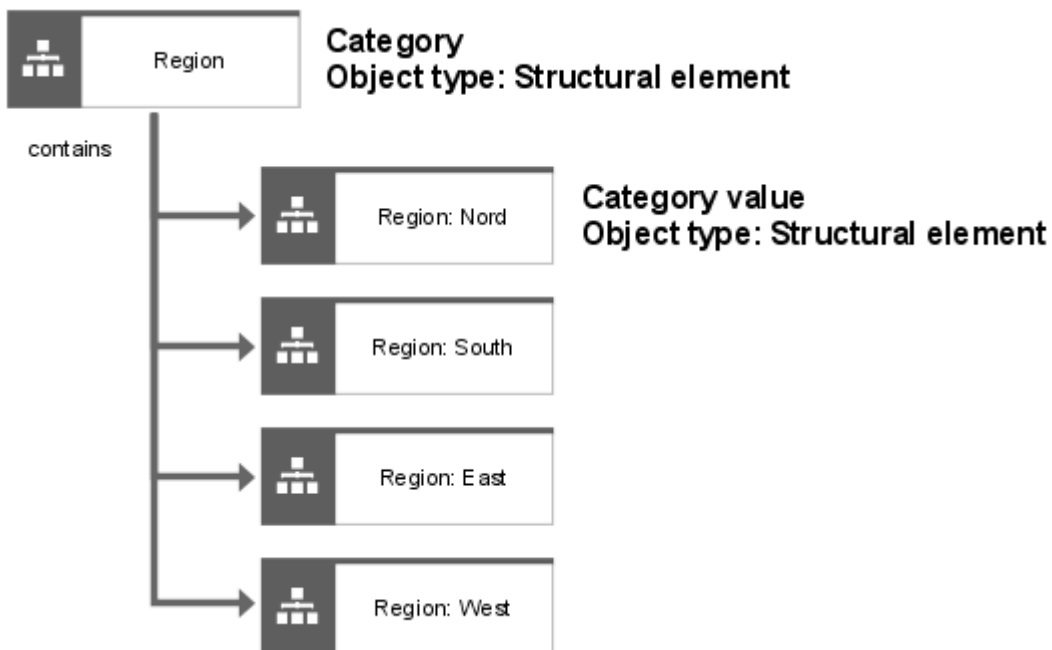 Region
Category
Object type: Structural element
contains
Region: Nord
Category value
Object type: Structural element
Region: South
Region: East
Region: West